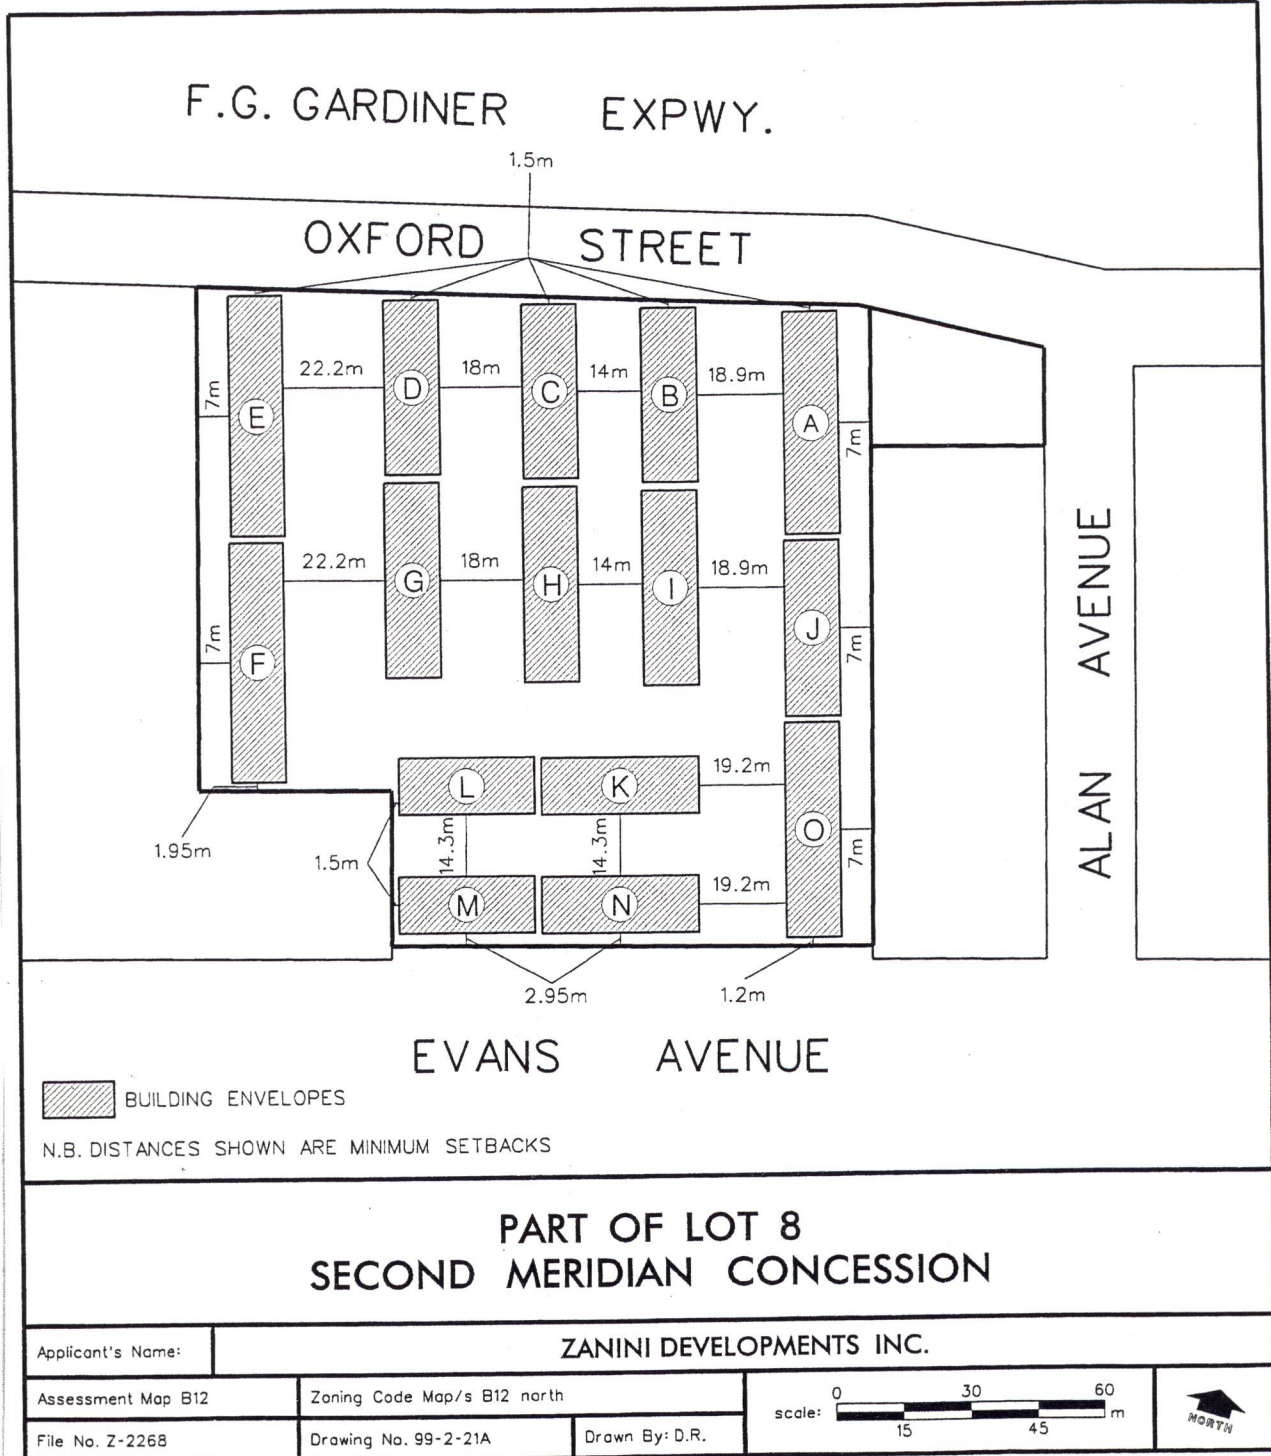 F.G. GARDINER EXPWY.
1.5m
OXFORD STREET
22.2m
18m
14m
18.9m
7m
E
D
C
B
A
7m
22.2m
18m
14m
18.9m
G
H
I
7m
F
J
7m
ALAN AVENUE
19.2m
L
K
O
1.95m
1.5m
14.3m
14.3m
7m
19.2m
M
N
2.95m
1.2m
EVANS AVENUE
BUILDING ENVELOPES
N.B. DISTANCES SHOWN ARE MINIMUM SETBACKS
PART OF LOT 8
SECOND MERIDIAN CONCESSION
Applicant's Name:
ZANINI DEVELOPMENTS INC.
Assessment Map B12
Zoning Code Map/s B12 north
File No. Z-2268
Drawing No. 99-2-21A
Drawn By: D.R.
0 30 60
scale: m
15 45
NORTH